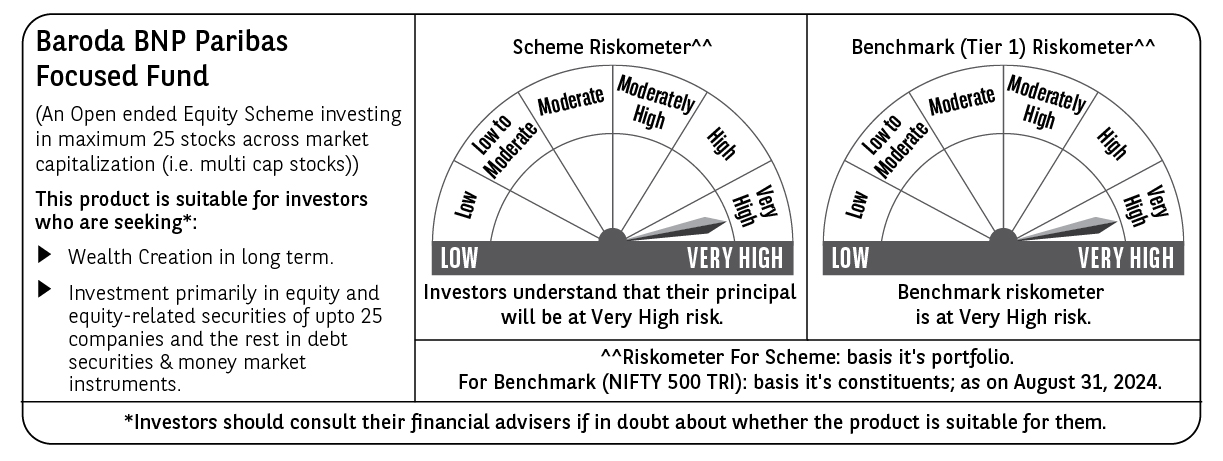 Baroda BNP Paribas
Focused Fund
(An Open ended Equity Scheme investing
in maximum 25 stocks across market
capitalization (i.e. multi cap stocks))
This product is suitable for investors
who are seeking*:
Wealth Creation in long term.
Investment primarily in equity and
equity-related securities of upto 25
companies and the rest in debt
securities & money market
instruments.
Scheme Riskometer^^
Low
Low to
Moderate
Moderate
Moderately
High
High
Very
High
LOW
VERY HIGH
Investors understand that their principal
will be at Very High risk.
Benchmark (Tier 1) Riskometer^^
Low
Low to
Moderate
Moderate
Moderately
High
High
Very
High
LOW
VERY HIGH
Benchmark riskometer
is at Very High risk.
^^Riskometer For Scheme: basis it's portfolio.
For Benchmark (NIFTY 500 TRI): basis it's constituents; as on August 31, 2024.
*Investors should consult their financial advisers if in doubt about whether the product is suitable for them.